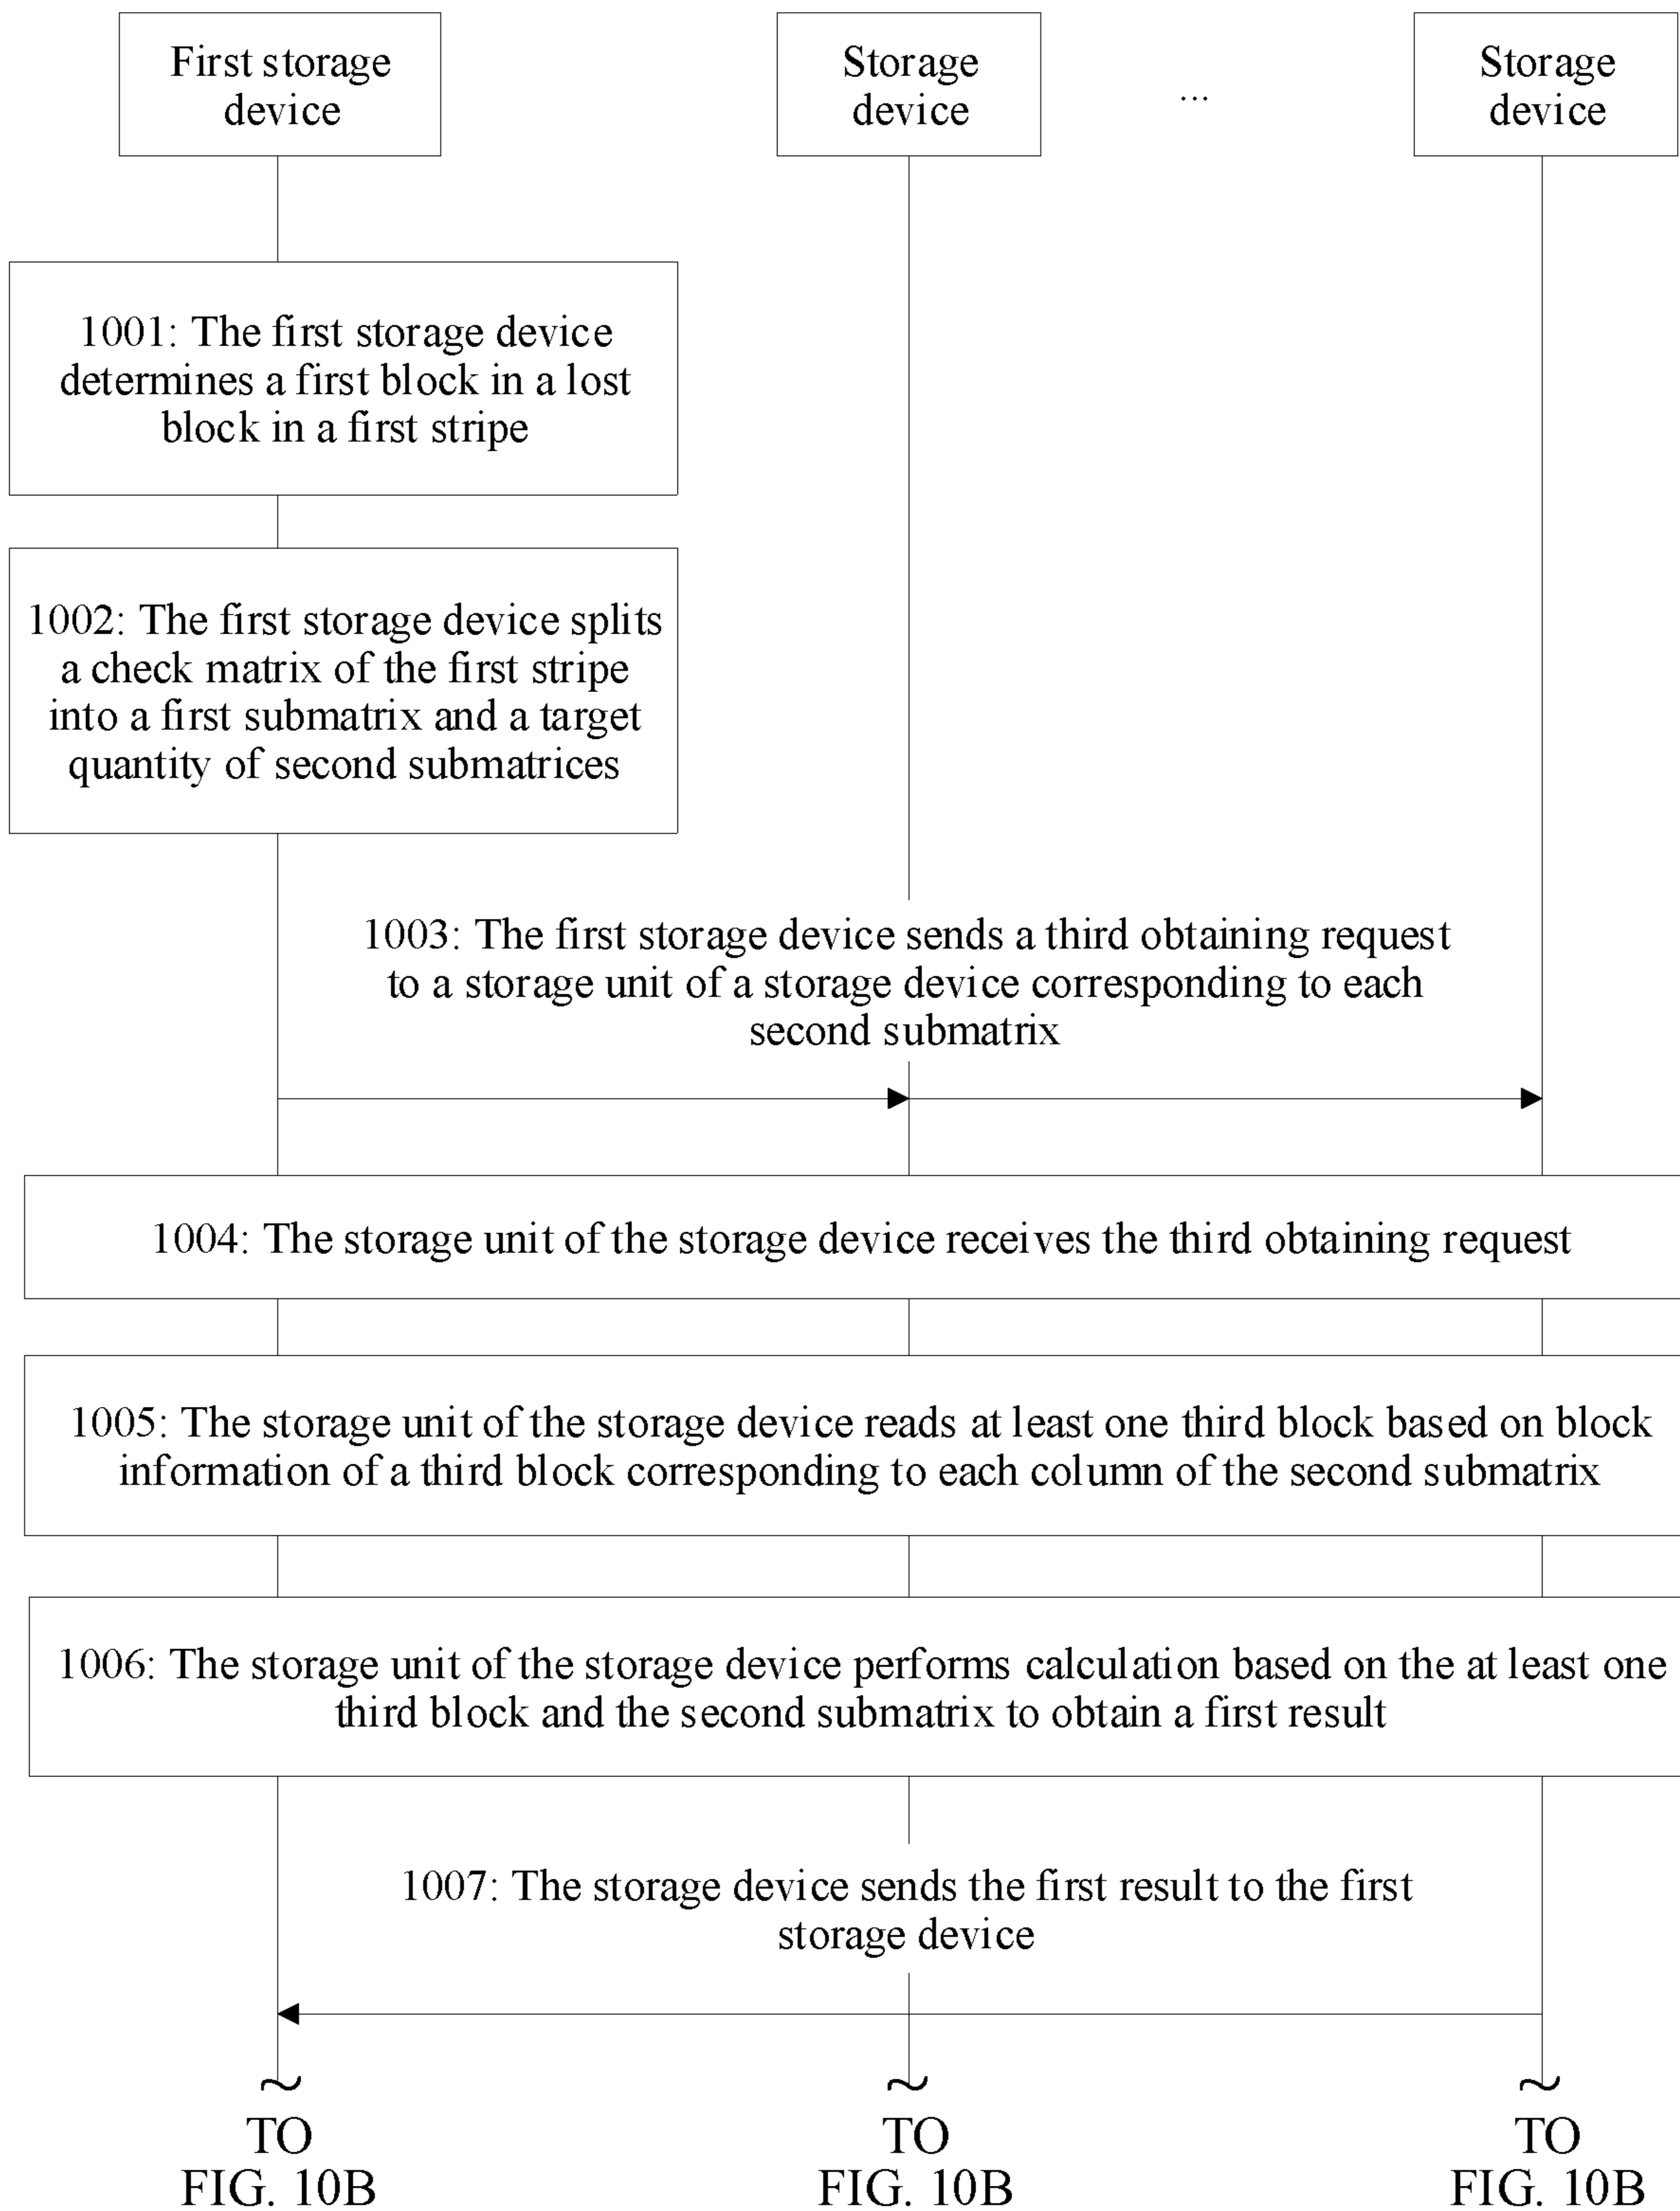 First storage
device
Storage
device
...
Storage
device
1001: The first storage device
determines a first block in a lost
block in a first stripe
1002: The first storage device splits
a check matrix of the first stripe
into a first submatrix and a target
quantity of second submatrices
1003: The first storage device sends a third obtaining request
to a storage unit of a storage device corresponding to each
second submatrix
1004: The storage unit of the storage device receives the third obtaining request
1005: The storage unit of the storage device reads at least one third block based on block
information of a third block corresponding to each column of the second submatrix
1006: The storage unit of the storage device performs calculation based on the at least one
third block and the second submatrix to obtain a first result
1007: The storage device sends the first result to the first
storage device
TO
FIG. 10B
TO
FIG. 10B
TO
FIG. 10B